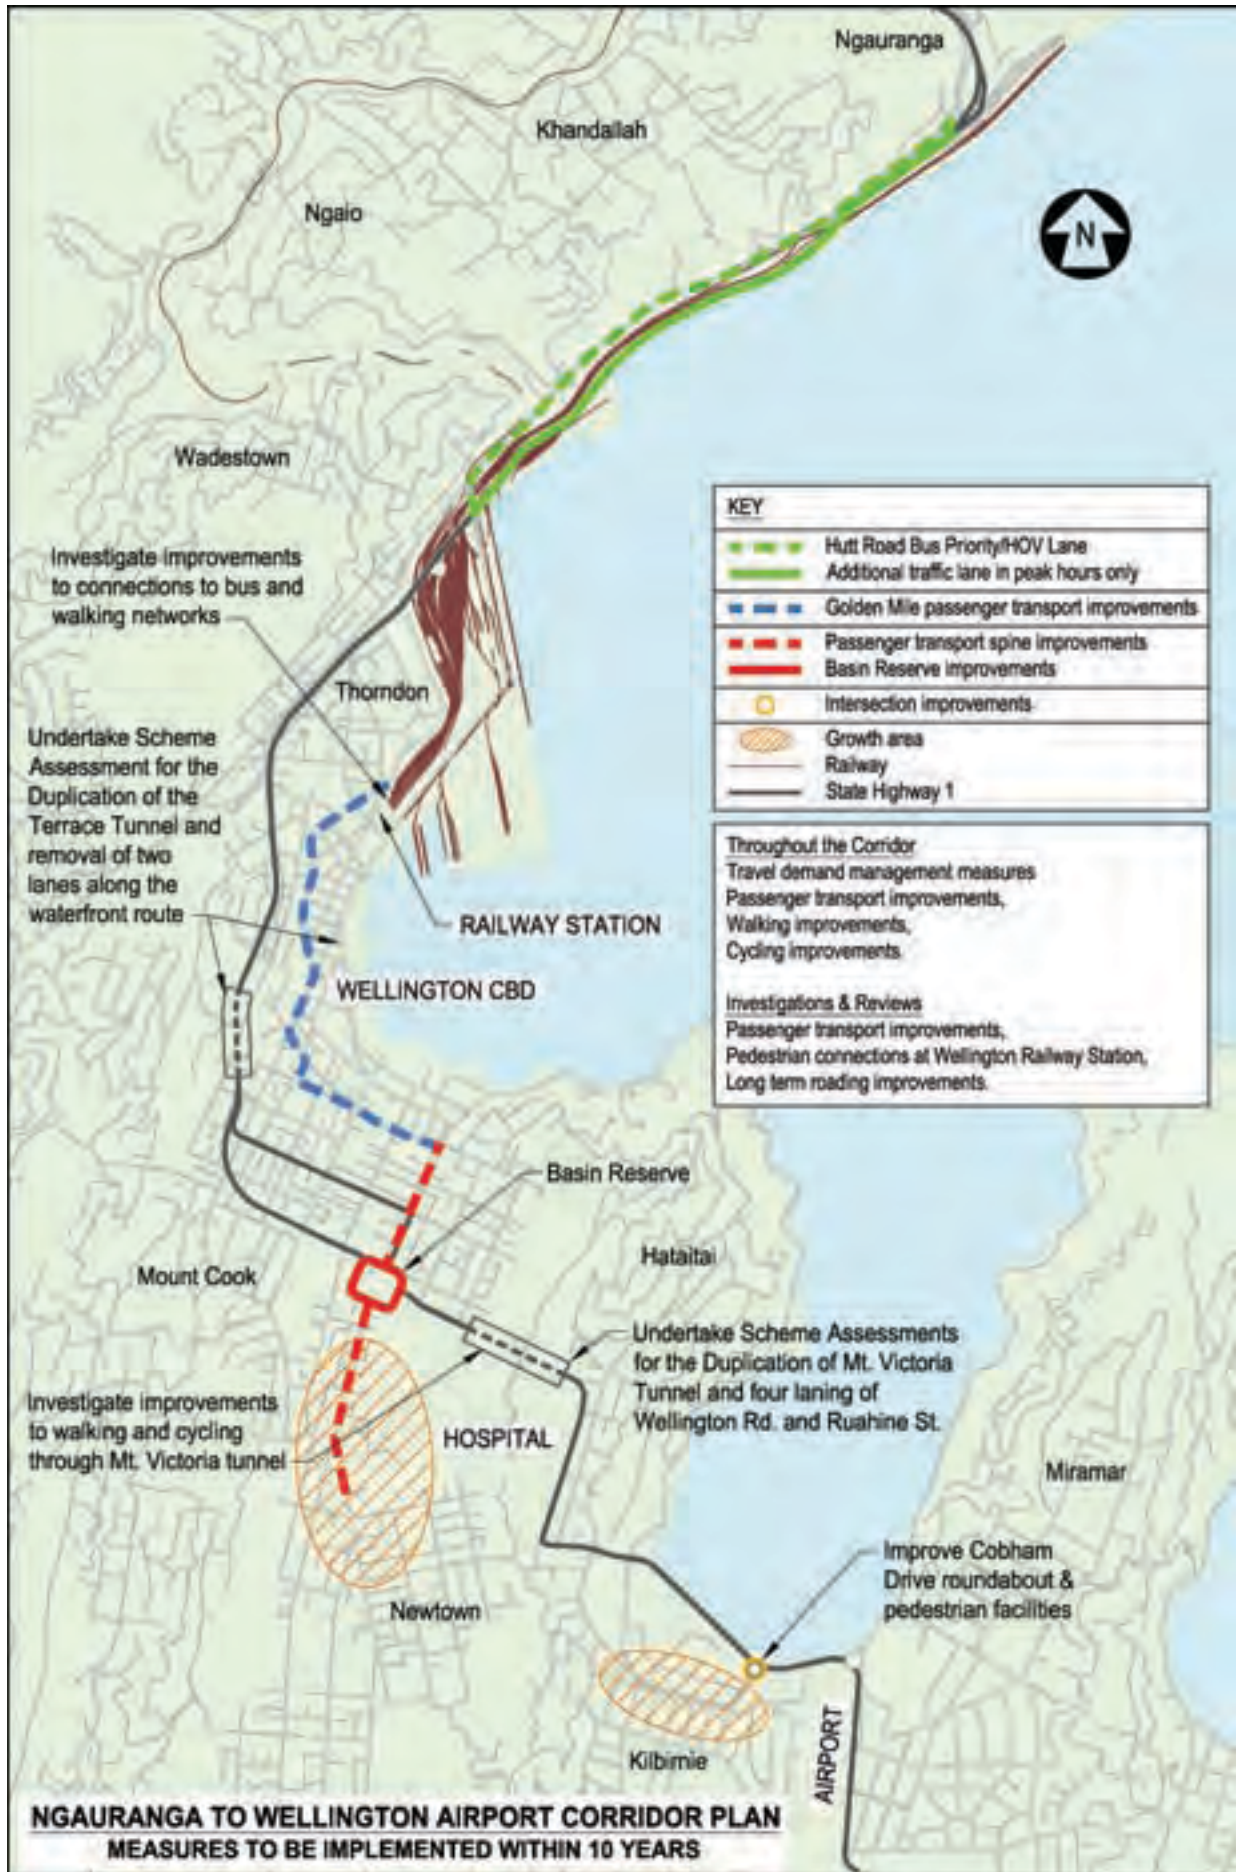 Ngauranga
Khandallah
Ngaio
N
Wadestown
Investigate improvements
to connections to bus and
walking networks
Thorndon
Undertake Scheme
Assessment for the
Duplication of the
Terrace Tunnel and
removal of two
lanes along the
waterfront route
RAILWAY STATION
WELLINGTON CBD
KEY
Hutt Road Bus Priority/HOV Lane
Additional traffic lane in peak hours only
Golden Mile passenger transport improvements
Passenger transport spine improvements
Basin Reserve improvements
Intersection improvements
Growth area
Railway
State Highway 1
Throughout the Corridor
Travel demand management measures
Passenger transport improvements,
Walking improvements,
Cycling improvements.
Investigations & Reviews
Passenger transport improvements,
Pedestrian connections at Wellington Railway Station,
Long term roading improvements.
Basin Reserve
Mount Cook
Hataitai
Undertake Scheme Assessments
for the Duplication of Mt. Victoria
Tunnel and four laning of
Wellington Rd. and Ruahine St.
Investigate improvements
to walking and cycling
through Mt. Victoria tunnel
HOSPITAL
Miramar
Improve Cobham
Drive roundabout &
pedestrian facilities
Newtown
Kilbirnie
AIRPORT
NGAURANGA TO WELLINGTON AIRPORT CORRIDOR PLAN
MEASURES TO BE IMPLEMENTED WITHIN 10 YEARS